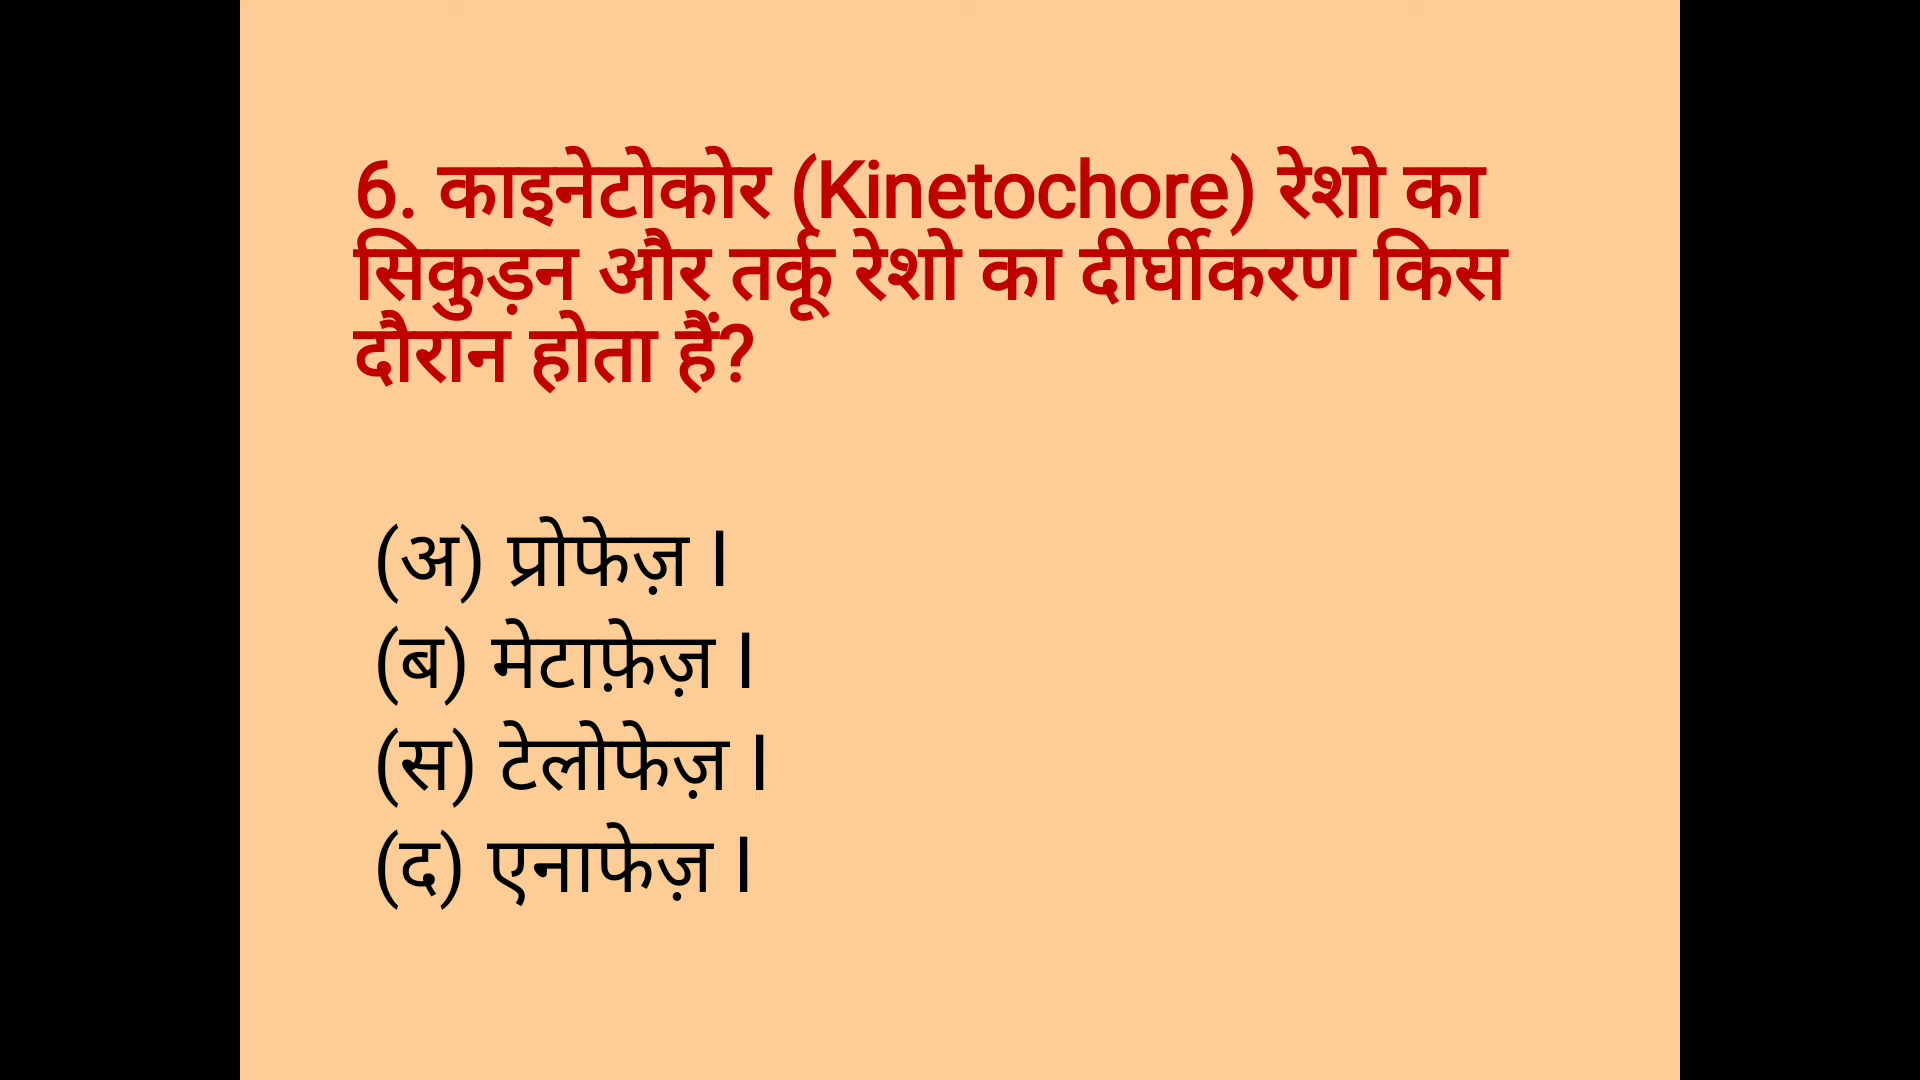 6. काइनेटोकोर (Kinetochore) रेशो का
सिकुड़न और तर्कू रेशो का दीर्घीकरण किस
दौरान होता हैं?
(अ) प्रोफेज़ I
(ब) मेटाफ़ेज़ I
(स) टेलोफेज़ I
(द) एनाफेज़ I